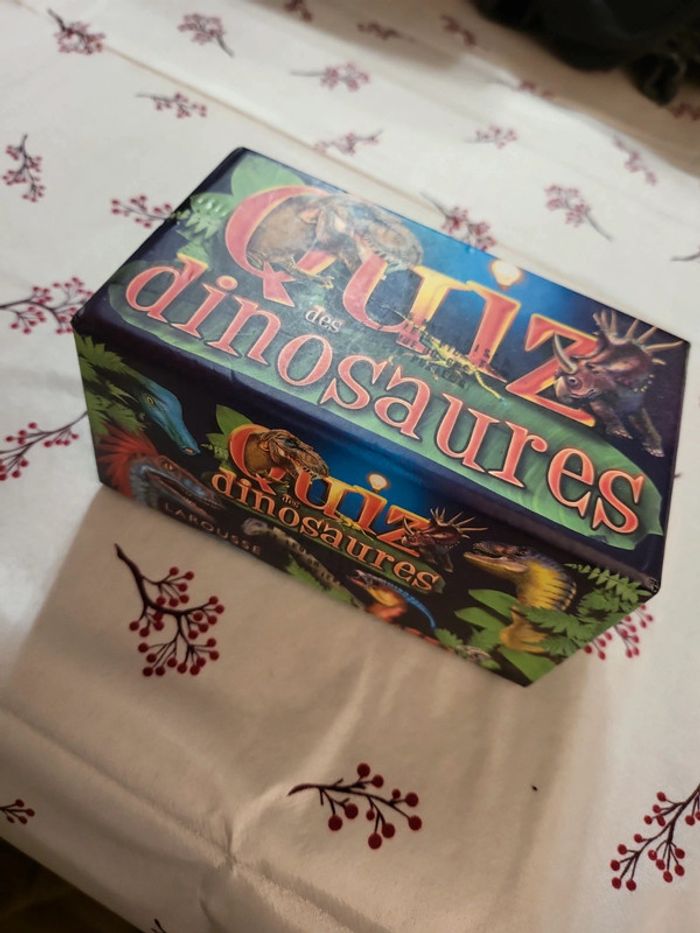 Quiz
des
dinosaures
Quiz
des
dinosaures
LAROUSSE